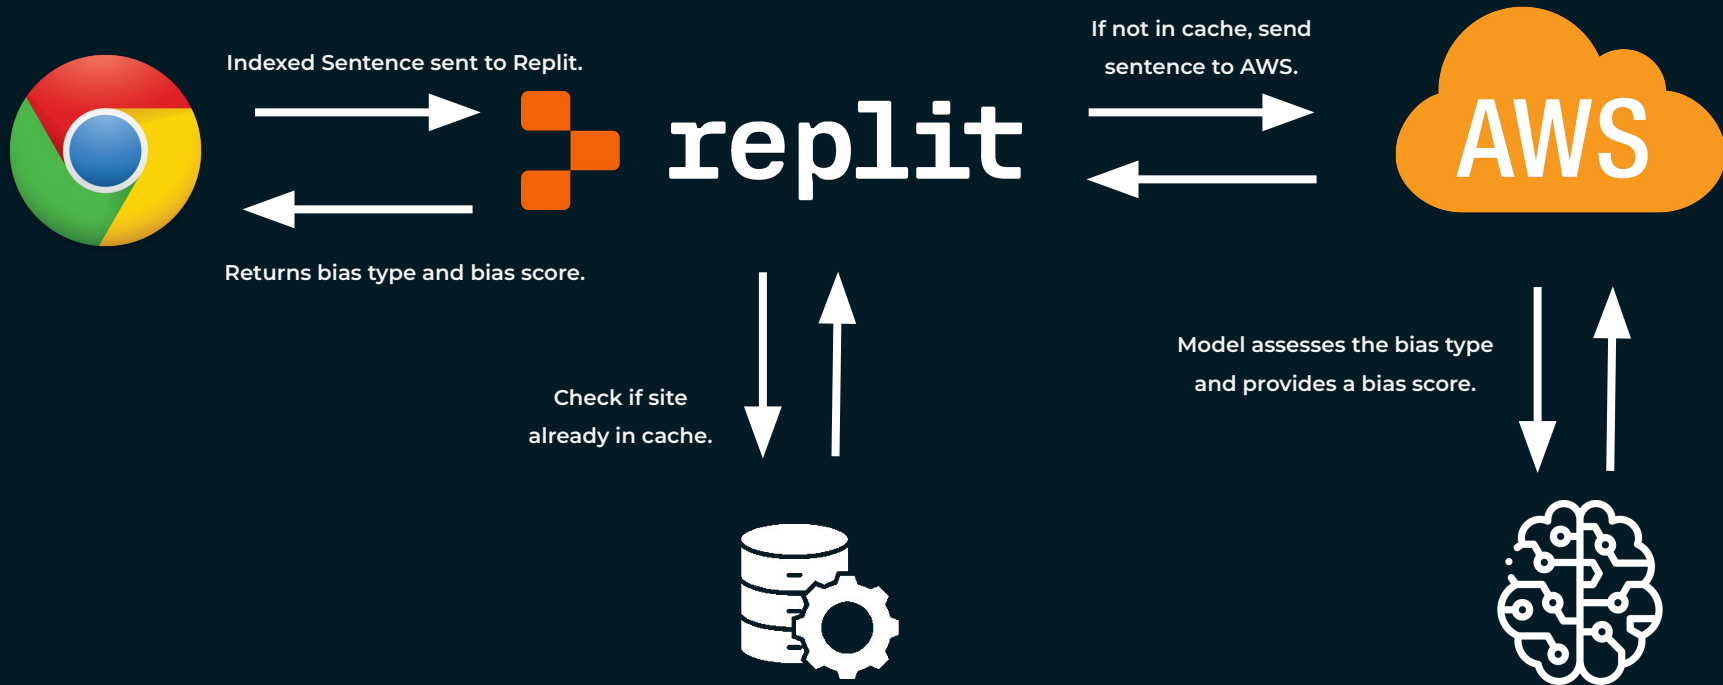 Indexed Sentence sent to Replit.
If not in cache, send
sentence to AWS.
replit
AWS
Returns bias type and bias score.
Check if site
already in cache.
Model assesses the bias type
and provides a bias score.